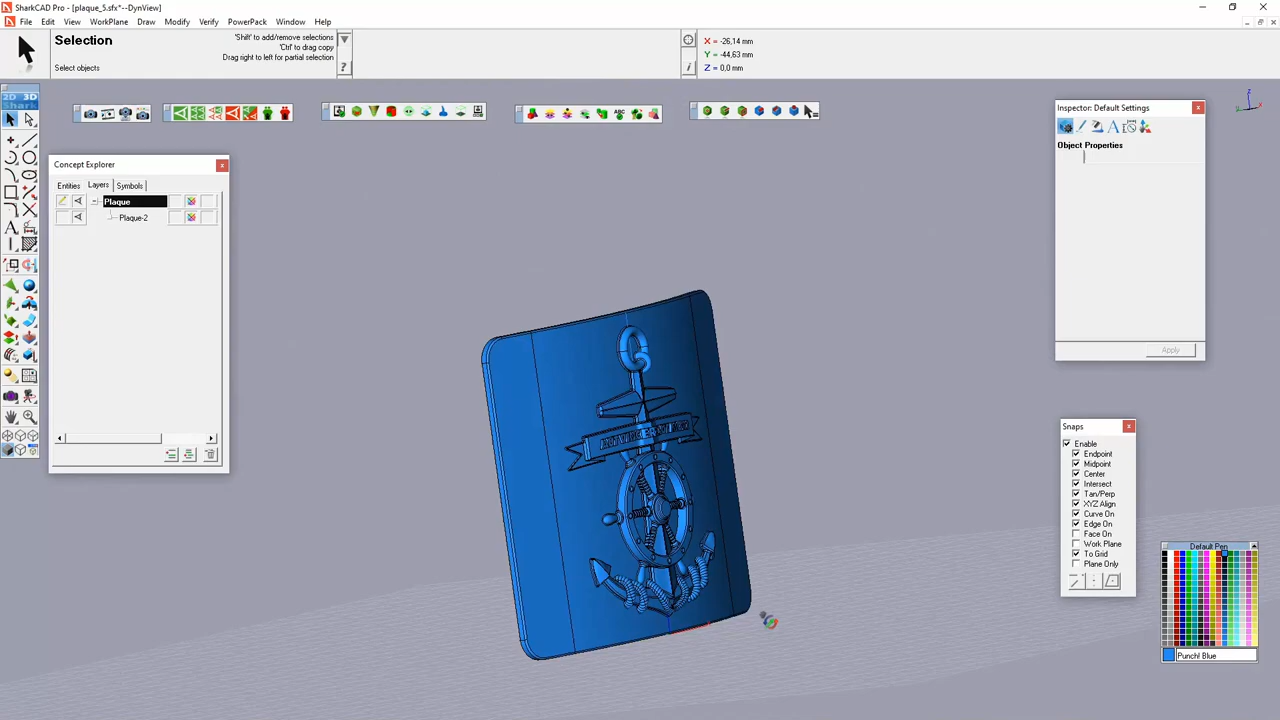 SharkCAD Pro - [plaque_5.sfx*--DynView]
File Edit View WorkPlane Draw Modify Verify PowerPack Window Help
Selection
Select objects
'Shift' to add/remove selections
'Ctrl' to drag copy
Drag right to left for partial selection
X = -26,14 mm
Y = -44,63 mm
Z = 0,0 mm
2D 3D
Shark
ABC
Concept Explorer
Entities Layers Symbols
Plaque
Plaque-2
Inspector: Default Settings
Object Properties
Apply
Snaps
Enable
Endpoint
Midpoint
Center
Intersect
Tan/Perp
XYZ Align
Curve On
Edge On
Face On
Work Plane
To Grid
Plane Only
Default Pen
Punch! Blue